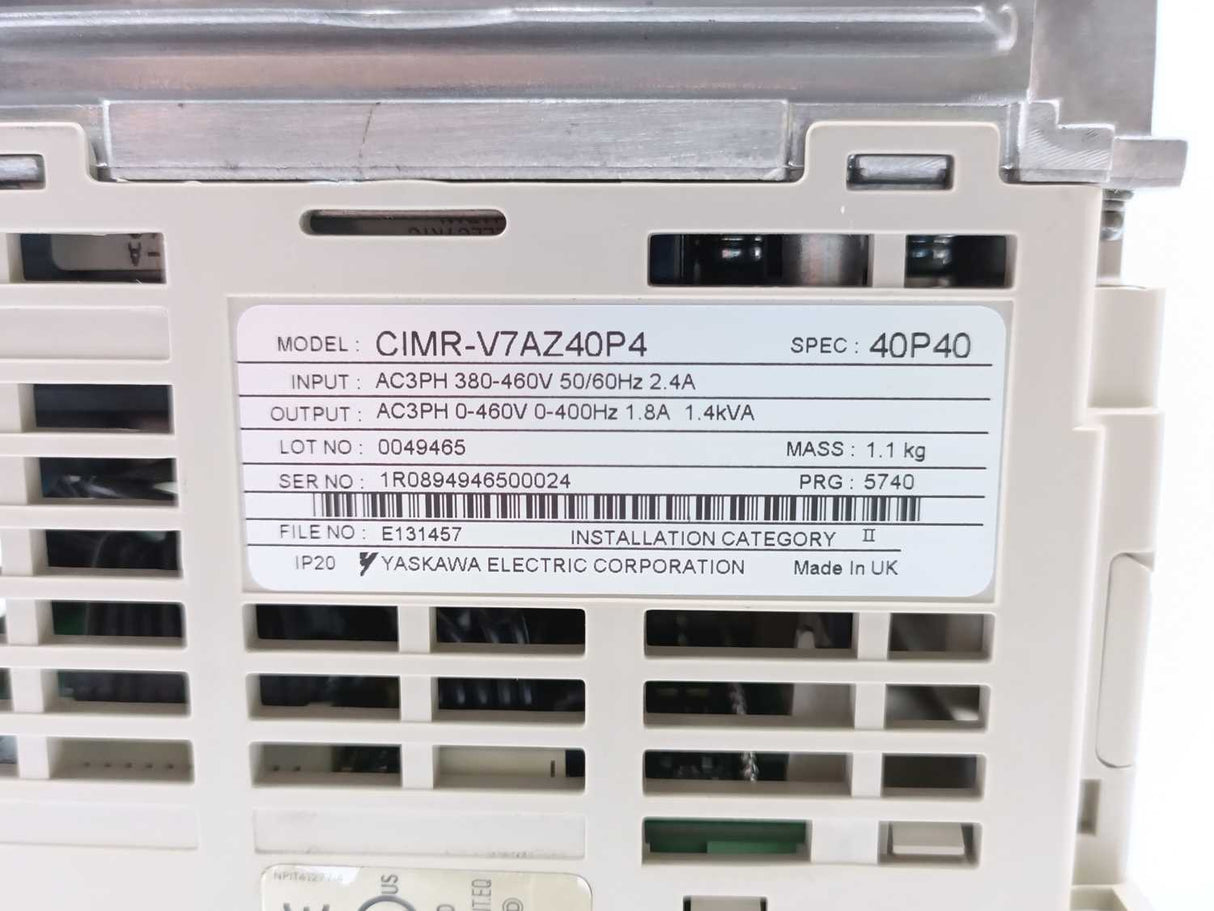 MODEL : CIMR-V7AZ40P4 SPEC : 40P40
INPUT : AC3PH 380-460V 50/60Hz 2.4A
OUTPUT : AC3PH 0-460V 0-400Hz 1.8A 1.4kVA
LOT NO : 0049465 MASS : 1.1 kg
SER NO : 1R0894946500024 PRG : 5740
FILE NO : E131457 INSTALLATION CATEGORY II
IP20 YASKAWA ELECTRIC CORPORATION Made In UK
US